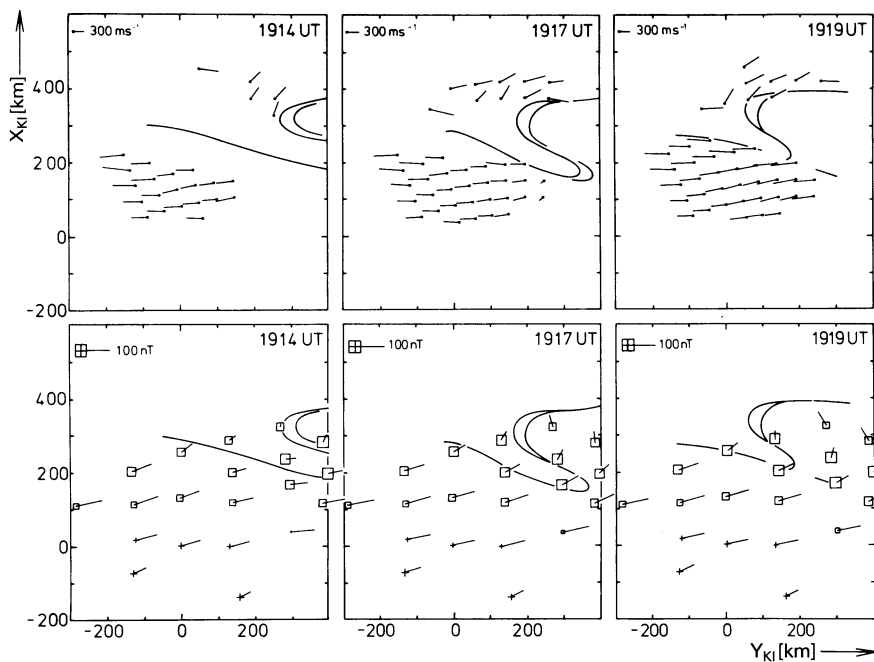 300 ms⁻¹ 1914 UT
300 ms⁻¹ 1917 UT
300 ms⁻¹ 1919 UT
X_KI [km]
400
200
0
-200
100 nT 1914 UT
100 nT 1917 UT
100 nT 1919 UT
400
200
0
-200
-200 0 200
-200 0 200
-200 0 200 400
Y_KI [km]